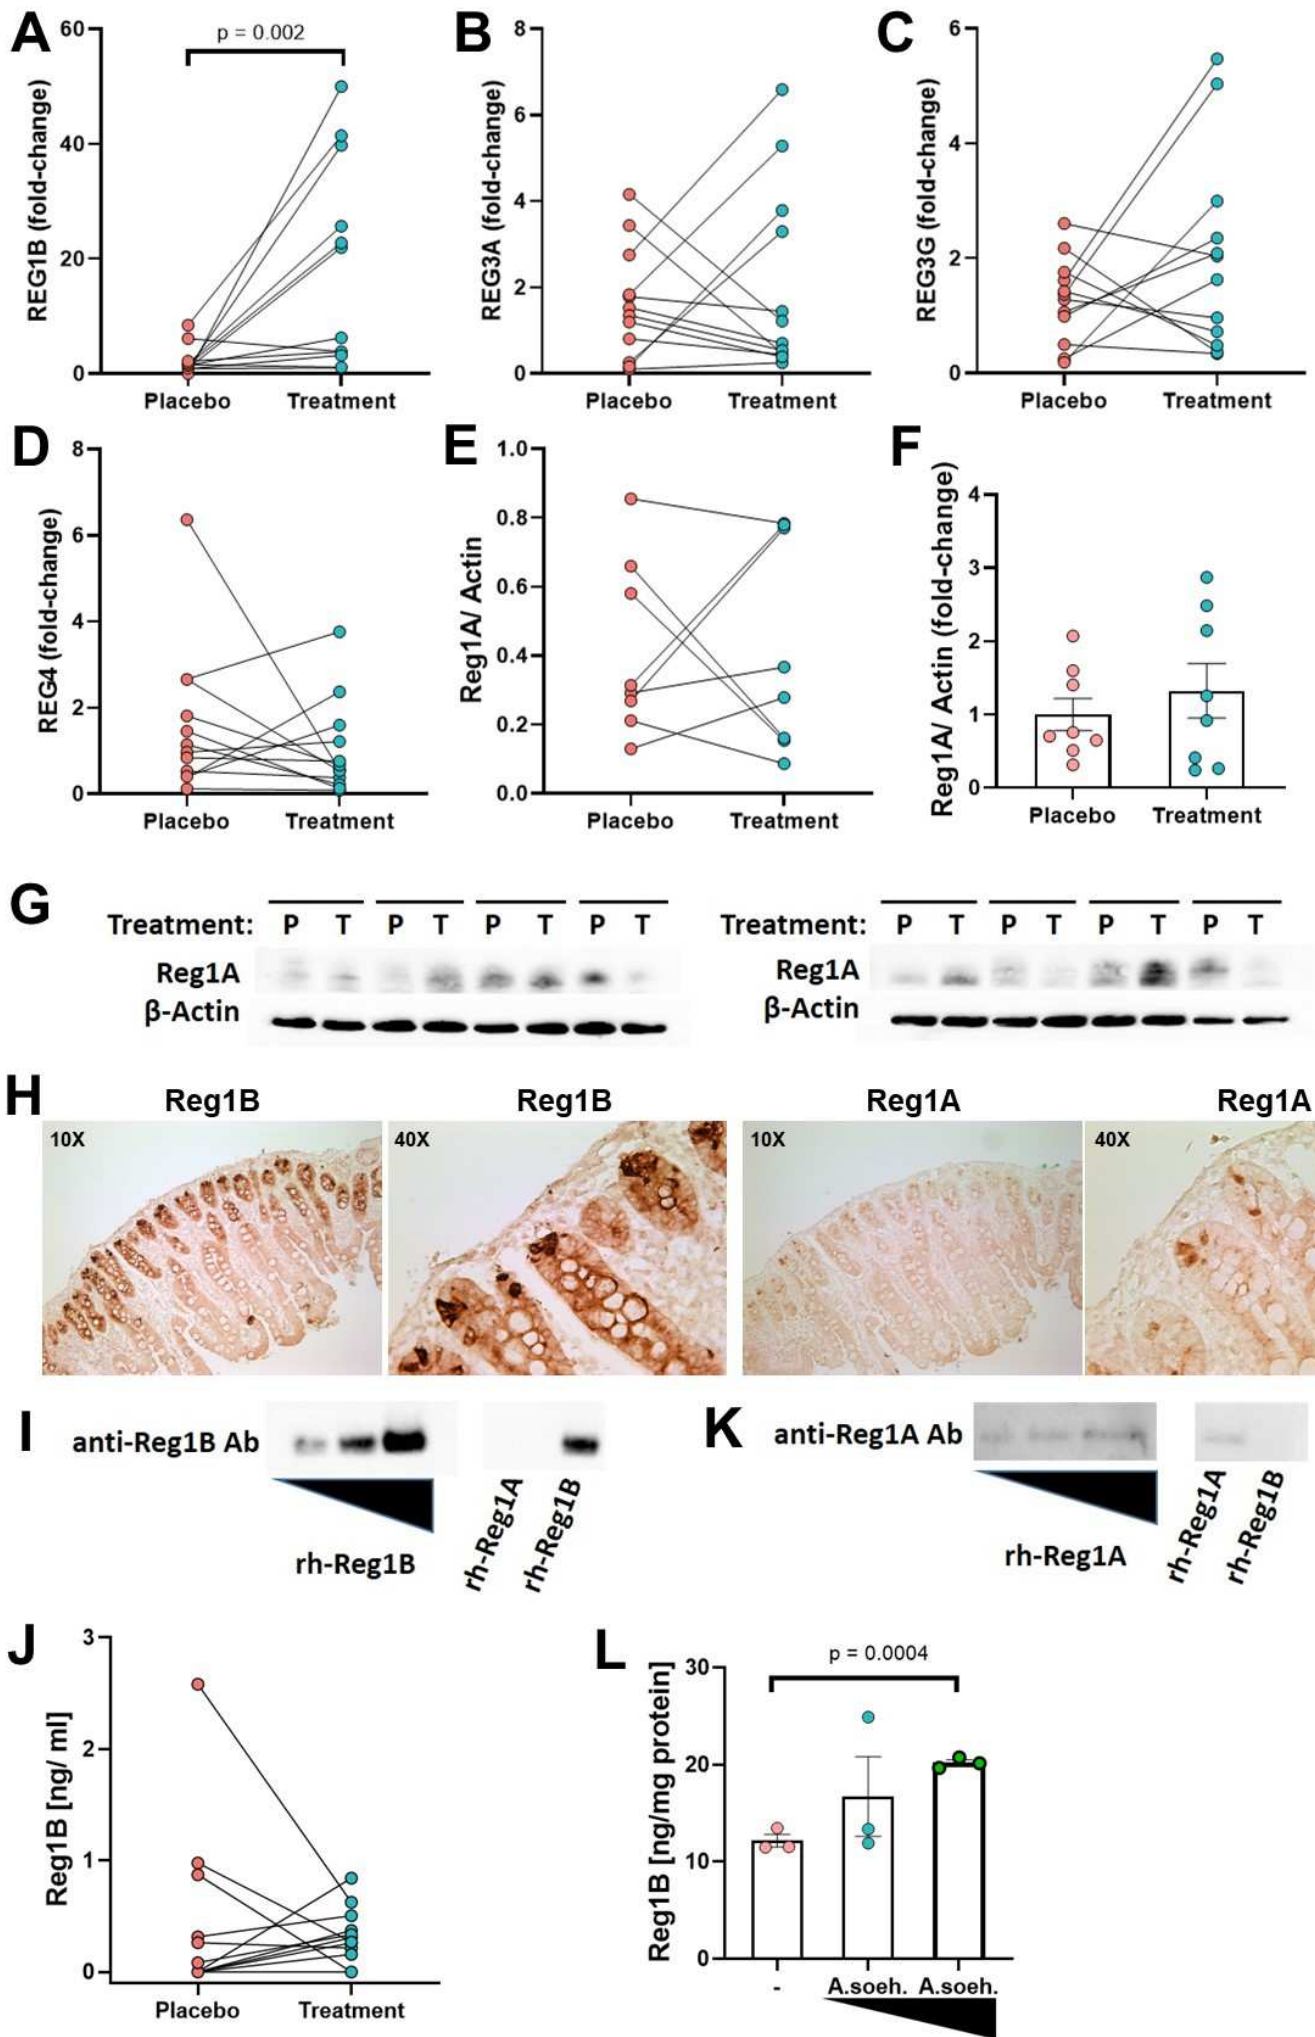 A
REG1B (fold-change)
60
40
20
0
p = 0.002
Placebo Treatment
B
REG3A (fold-change)
8
6
4
2
0
Placebo Treatment
C
REG3G (fold-change)
6
4
2
0
Placebo Treatment
D
REG4 (fold-change)
8
6
4
2
0
Placebo Treatment
E
Reg1A/ Actin
1.0
0.8
0.6
0.4
0.2
0.0
Placebo Treatment
F
Reg1A/ Actin (fold-change)
4
3
2
1
0
Placebo Treatment
G
Treatment: P T P T P T P T
Reg1A
β-Actin
Treatment: P T P T P T P T
Reg1A
β-Actin
H
Reg1B Reg1B Reg1A Reg1A
10X 40X 10X 40X
I
anti-Reg1B Ab
rh-Reg1B
rh-Reg1A
rh-Reg1B
K
anti-Reg1A Ab
rh-Reg1A
rh-Reg1A
rh-Reg1B
J
Reg1B [ng/ ml]
3
2
1
0
Placebo Treatment
L
Reg1B [ng/mg protein]
30
20
10
0
p = 0.0004
- A.soeh. A.soeh.